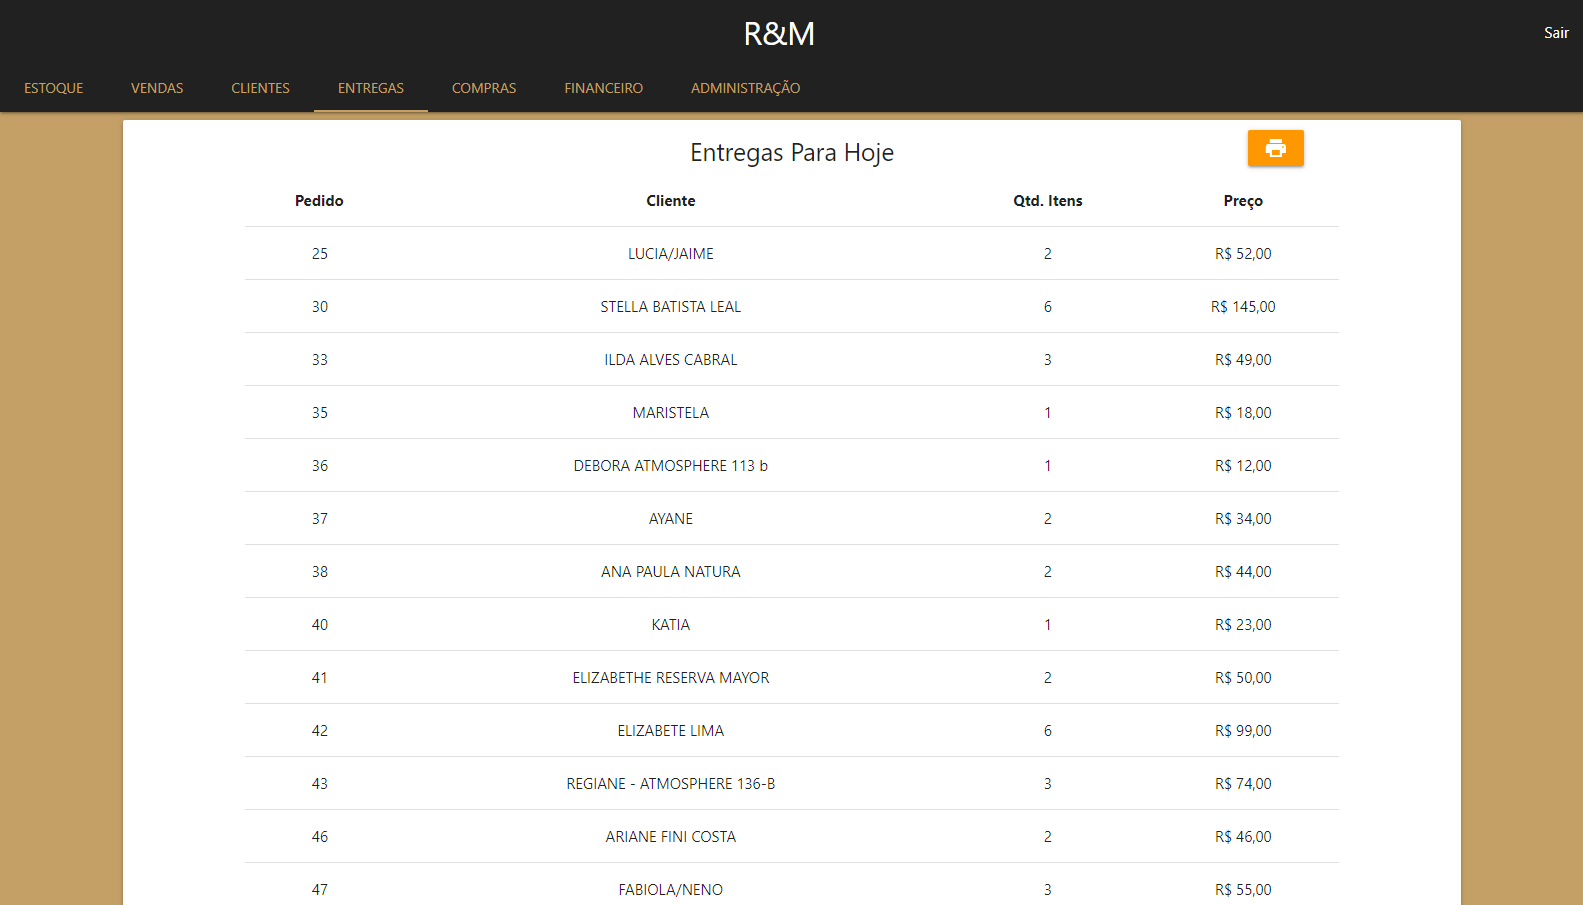 R&M
Sair
ESTOQUE VENDAS CLIENTES ENTREGAS COMPRAS FINANCEIRO ADMINISTRAÇÃO
Entregas Para Hoje
Pedido Cliente Qtd. Itens Preço
25 LUCIA/JAIME 2 R$ 52,00
30 STELLA BATISTA LEAL 6 R$ 145,00
33 ILDA ALVES CABRAL 3 R$ 49,00
35 MARISTELA 1 R$ 18,00
36 DEBORA ATMOSPHERE 113 b 1 R$ 12,00
37 AYANE 2 R$ 34,00
38 ANA PAULA NATURA 2 R$ 44,00
40 KATIA 1 R$ 23,00
41 ELIZABETHE RESERVA MAYOR 2 R$ 50,00
42 ELIZABETE LIMA 6 R$ 99,00
43 REGIANE - ATMOSPHERE 136-B 3 R$ 74,00
46 ARIANE FINI COSTA 2 R$ 46,00
47 FABIOLA/NENO 3 R$ 55,00